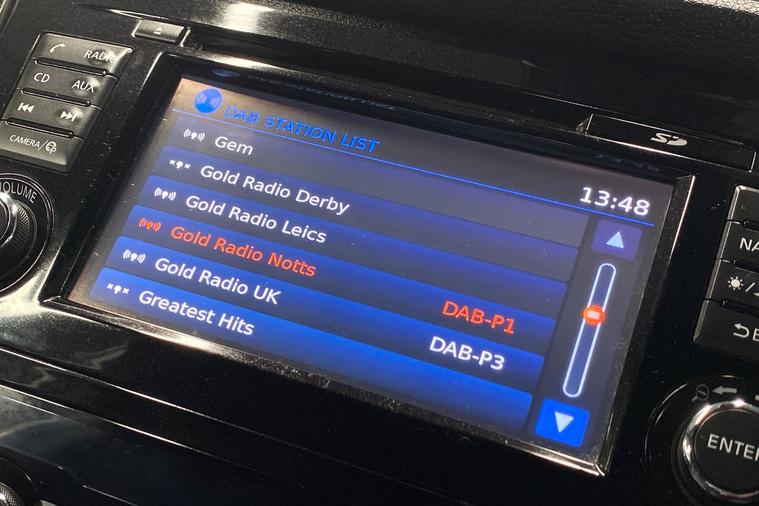 RADIO
CD AUX
CAMERA/
VOLUME
DAB STATION LIST
13:48
Gem
Gold Radio Derby
Gold Radio Leics
Gold Radio Notts DAB-P1
Gold Radio UK DAB-P3
Greatest Hits
SD
NA
ENTER